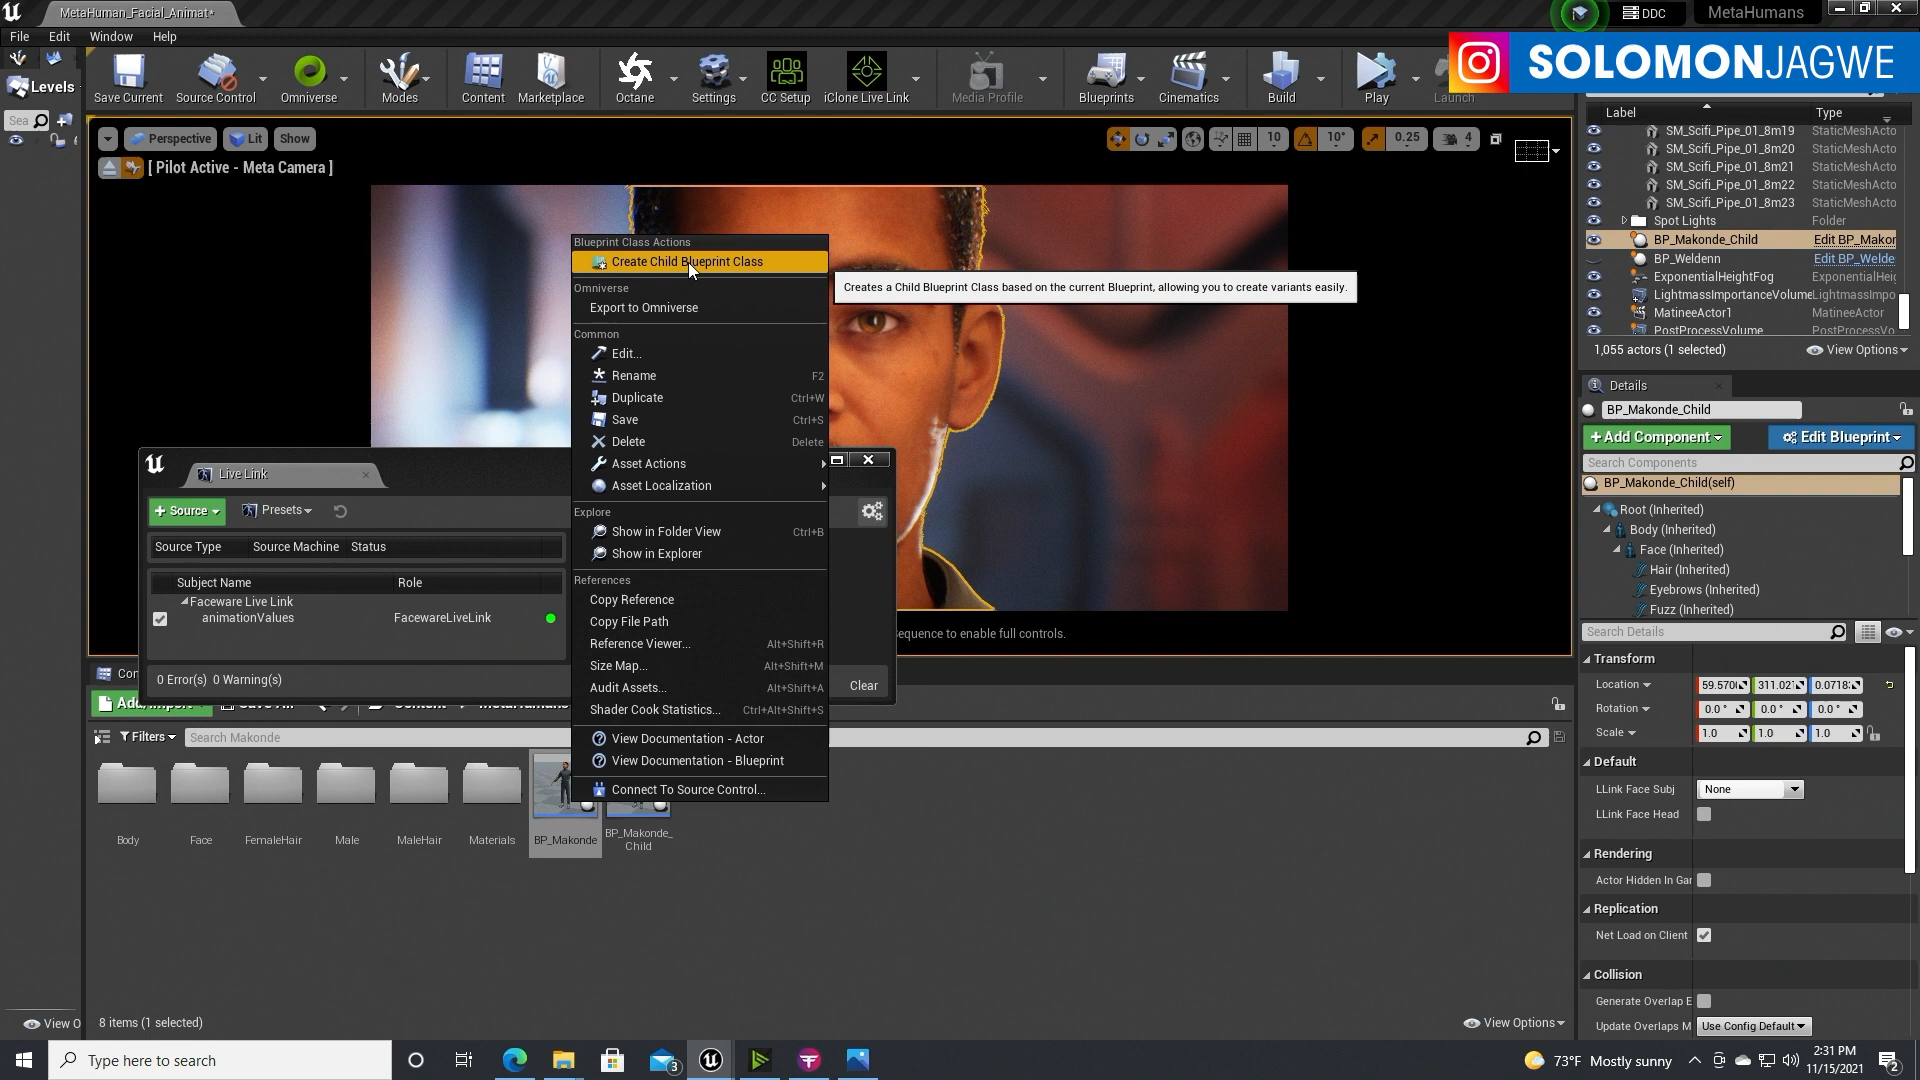 MetaHuman_Facial_Animat*
DDC
MetaHumans
File Edit Window Help
SOLOMONJAGWE
Levels
Save Current Source Control Omniverse Modes Content Marketplace Octane Settings CC Setup iClone Live Link Media Profile Blueprints Cinematics Build Play Launch
Sea
Perspective Lit Show
10 10° 0.25 4
[ Pilot Active - Meta Camera ]
Label Type
SM_Scifi_Pipe_01_8m19 StaticMeshActo
SM_Scifi_Pipe_01_8m20 StaticMeshActo
SM_Scifi_Pipe_01_8m21 StaticMeshActo
SM_Scifi_Pipe_01_8m22 StaticMeshActo
SM_Scifi_Pipe_01_8m23 StaticMeshActo
Spot Lights Folder
BP_Makonde_Child Edit BP_Makon
BP_Weldenn Edit BP_Welde
ExponentialHeightFog ExponentialHeig
LightmassImportanceVolume LightmassImpo
MatineeActor1 MatineeActor
PostProcessVolume PostProcessVo
1,055 actors (1 selected) View Options
Blueprint Class Actions
Create Child Blueprint Class
Creates a Child Blueprint Class based on the current Blueprint, allowing you to create variants easily.
Omniverse
Export to Omniverse
Common
Edit...
Rename F2
Duplicate Ctrl+W
Save Ctrl+S
Delete Delete
Asset Actions
Asset Localization
Explore
Show in Folder View Ctrl+B
Show in Explorer
References
Copy Reference
Copy File Path
Reference Viewer... Alt+Shift+R
Size Map... Alt+Shift+M
Audit Assets... Alt+Shift+A
Shader Cook Statistics... Ctrl+Alt+Shift+S
View Documentation - Actor
View Documentation - Blueprint
Connect To Source Control...
Live Link
+ Source Presets
Source Type Source Machine Status
Subject Name Role
Faceware Live Link
animationValues FacewareLiveLink
0 Error(s) 0 Warning(s)
Clear
equence to enable full controls.
Details
BP_Makonde_Child
+ Add Component Edit Blueprint
Search Components
BP_Makonde_Child(self)
Root (Inherited)
Body (Inherited)
Face (Inherited)
Hair (Inherited)
Eyebrows (Inherited)
Fuzz (Inherited)
Search Details
Transform
Location 59.570 311.021 0.0718
Rotation 0.0° 0.0° 0.0°
Scale 1.0 1.0 1.0
Default
LLink Face Subj None
LLink Face Head
Rendering
Actor Hidden In Gar
Replication
Net Load on Client
Collision
Generate Overlap E
Update Overlaps M Use Config Default
Con
Filters Search Makonde
Body Face FemaleHair Male MaleHair Materials BP_Makonde BP_Makonde_
Child
View O
8 items (1 selected)
View Options
Type here to search
3
73°F Mostly sunny
2:31 PM
11/15/2021
2